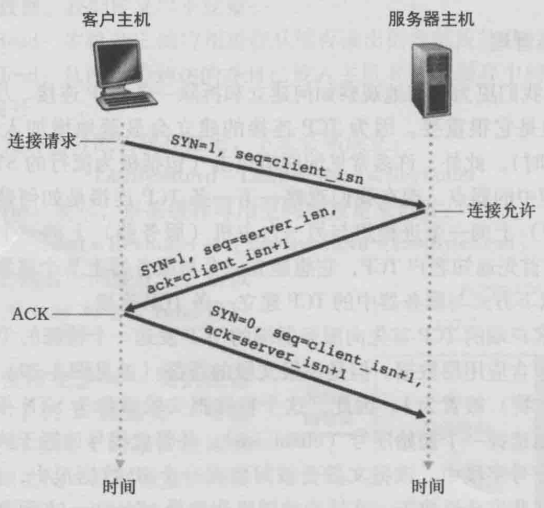 客户主机
服务器主机
连接请求
SYN=1, seq=client_isn
连接允许
SYN=1, seq=server_isn,
ack=client_isn+1
ACK
SYN=0, seq=client_isn+1,
ack=server_isn+1
时间
时间